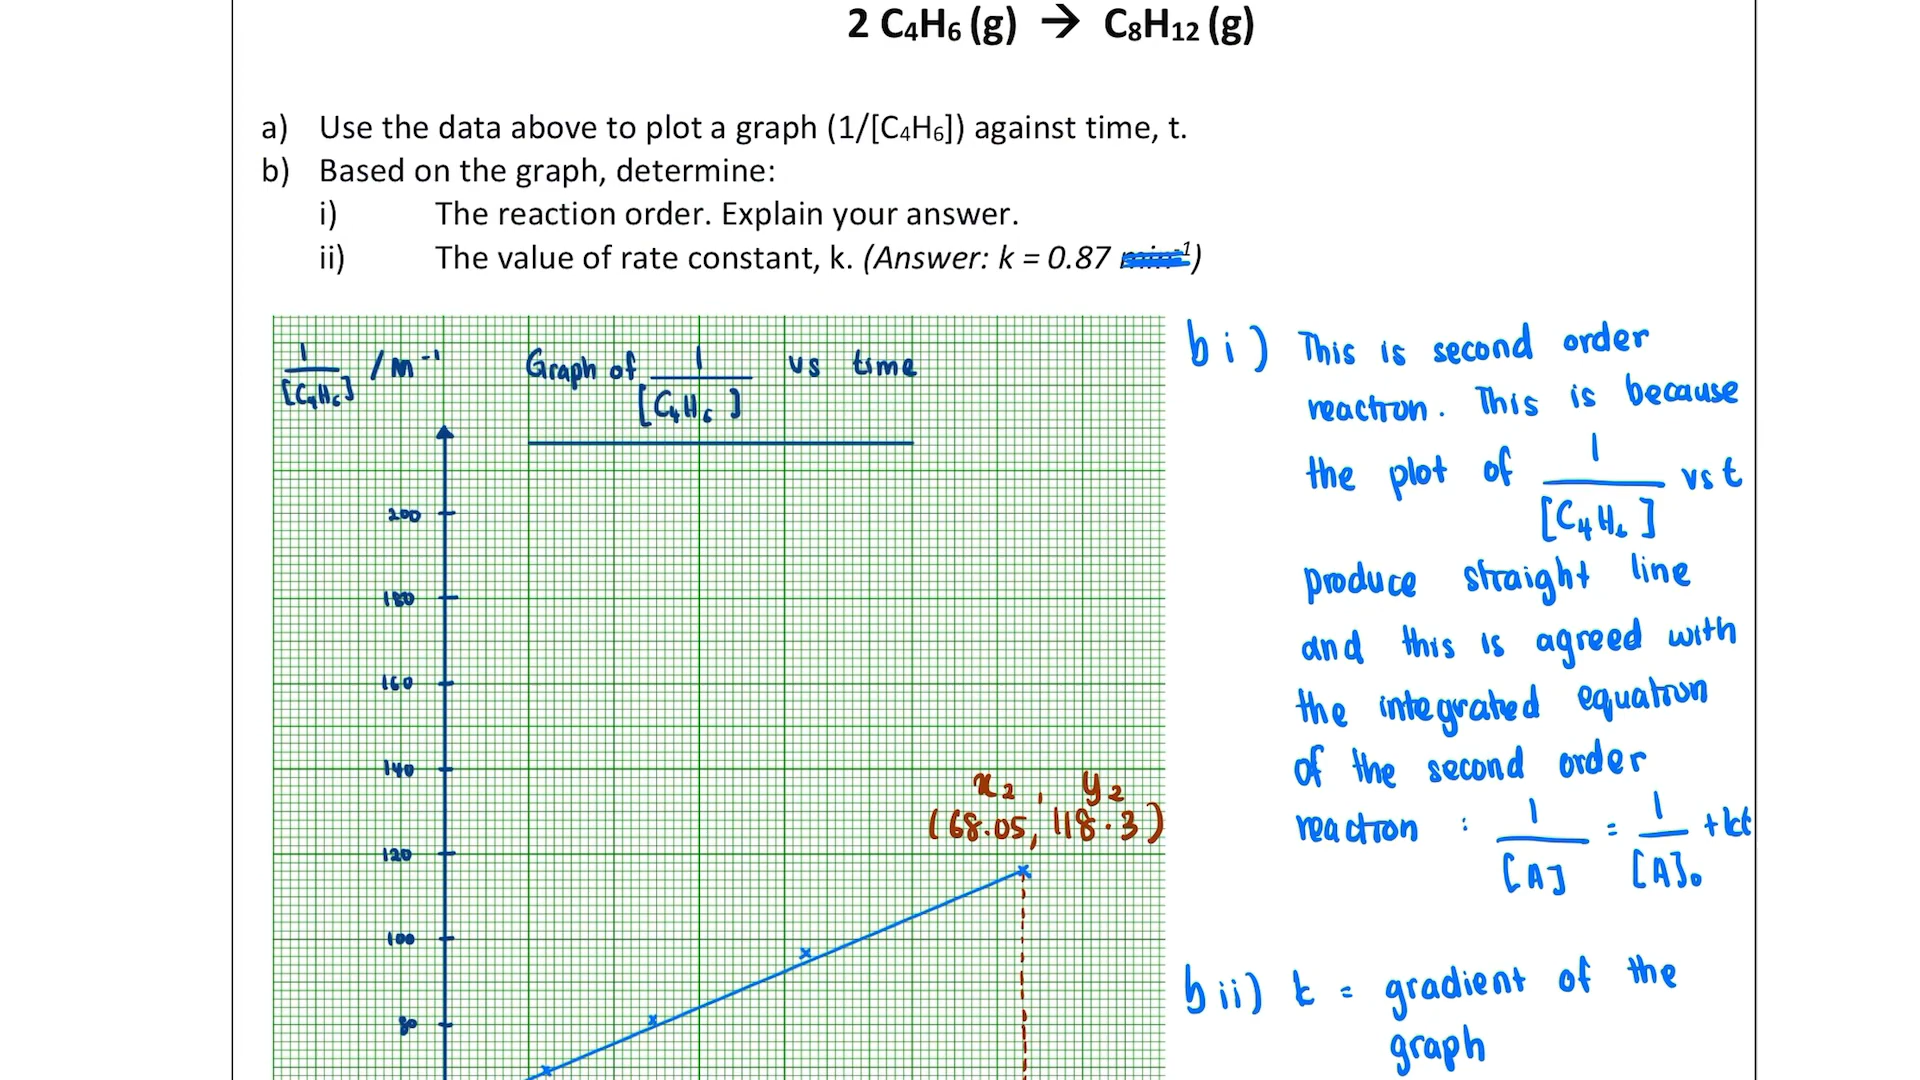 2 C₄H₆ (g) → C₈H₁₂ (g)
a) Use the data above to plot a graph (1/[C₄H₆]) against time, t.
b) Based on the graph, determine:
i) The reaction order. Explain your answer.
ii) The value of rate constant, k. (Answer: k = 0.87 min⁻¹)
1/[C₄H₆] /M⁻¹
Graph of 1/[C₄H₆] vs time
200
180
160
140
120
100
80
x₂ , y₂
(68.05, 118.3)
b i) This is second order
reaction. This is because
the plot of 1/[C₄H₆] vs t
produce straight line
and this is agreed with
the integrated equation
of the second order
reaction : 1/[A] = 1/[A]₀ + kt
b ii) k = gradient of the
graph